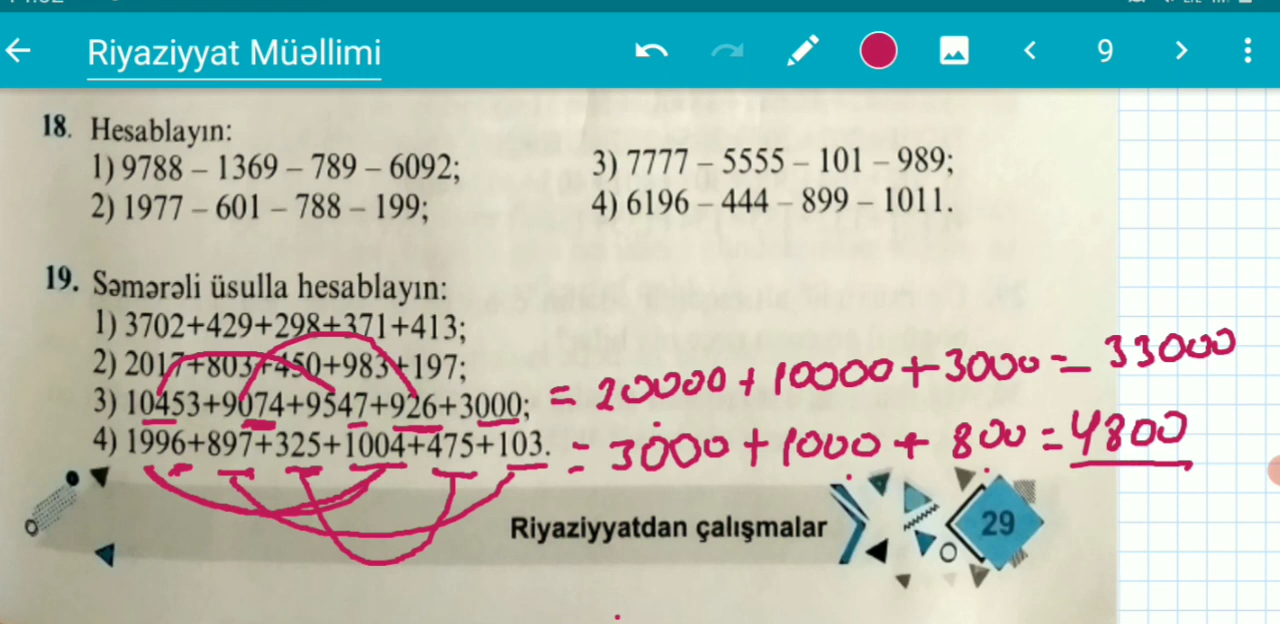 Riyaziyyat Müəllimi 9
18. Hesablayın:
1) 9788 – 1369 – 789 – 6092;
2) 1977 – 601 – 788 – 199;
3) 7777 – 5555 – 101 – 989;
4) 6196 – 444 – 899 – 1011.
19. Səmərəli üsulla hesablayın:
1) 3702+429+298+371+413;
2) 2017+803+450+983+197;
3) 10453+9074+9547+926+3000; = 20000 + 10000 + 3000 = 33000
4) 1996+897+325+1004+475+103. = 3000 + 1000 + 800 = 4800
Riyaziyyatdan çalışmalar 29